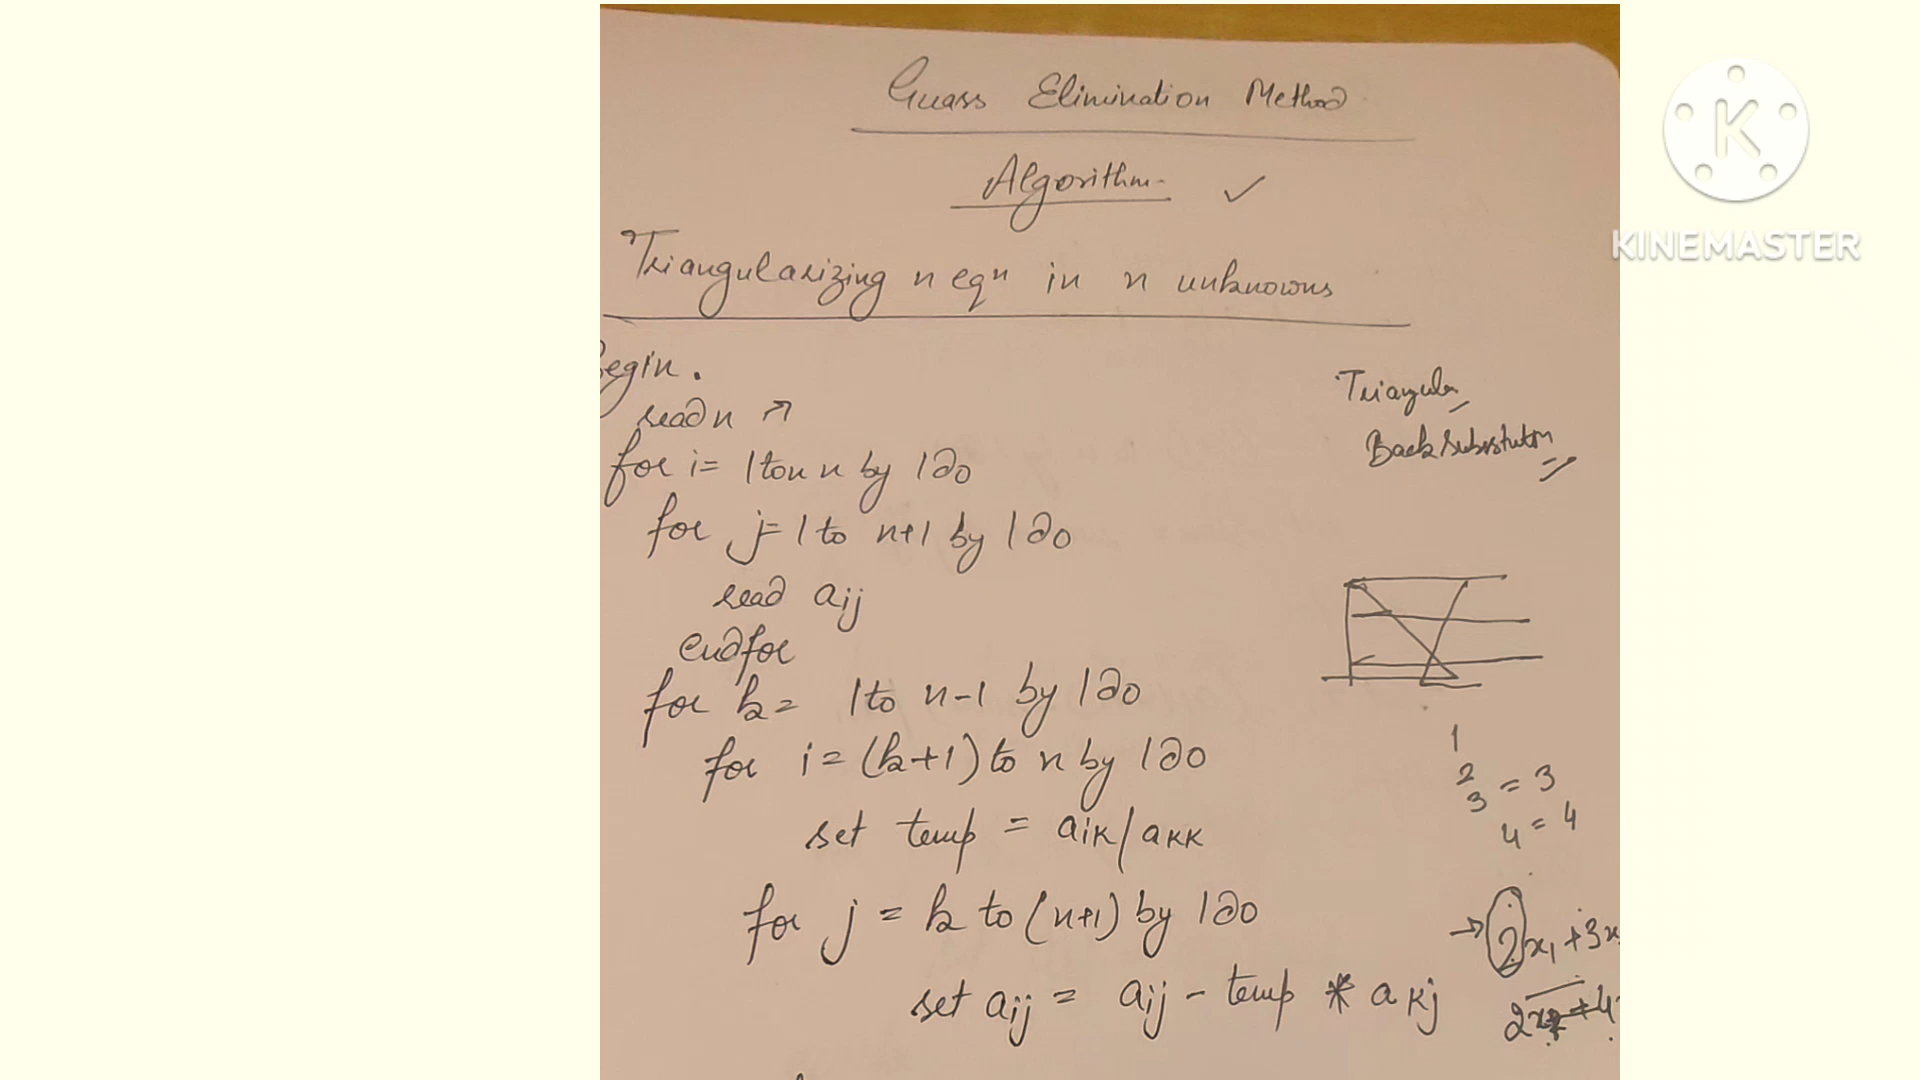 Guass Elimination Method
Algorithm
Triangularizing n eqn in n unknowns
Begin.
read n
for i = 1 to n by 1 do
for j = 1 to n+1 by 1 do
read aij
endfor
for k = 1 to n-1 by 1 do
for i = (k+1) to n by 1 do
set temp = aik/akk
for j = k to (n+1) by 1 do
set aij = aij - temp * akj
Triangular
Back Substutn
1
2
3 = 3
4 = 4
2x1 + 3x
KINEMASTER